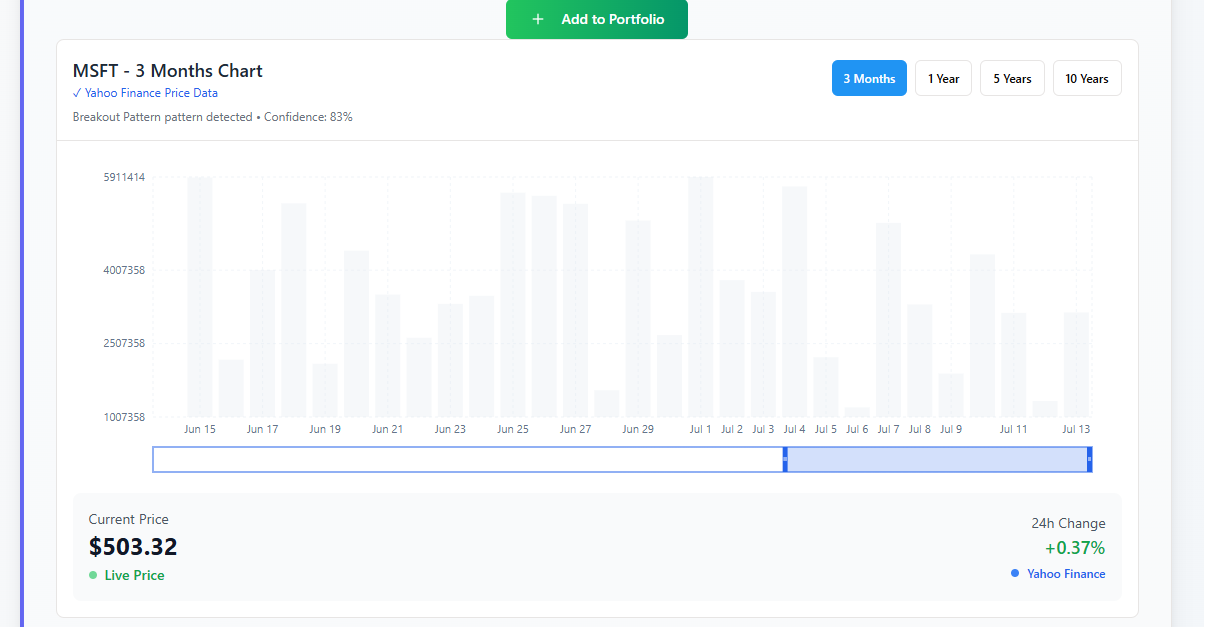 + Add to Portfolio
MSFT - 3 Months Chart
3 Months
1 Year
5 Years
10 Years
✓ Yahoo Finance Price Data
Breakout Pattern pattern detected • Confidence: 83%
5911414
4007358
2507358
1007358
Jun 15
Jun 17
Jun 19
Jun 21
Jun 23
Jun 25
Jun 27
Jun 29
Jul 1
Jul 2
Jul 3
Jul 4
Jul 5
Jul 6
Jul 7
Jul 8
Jul 9
Jul 11
Jul 13
Current Price
$503.32
● Live Price
24h Change
+0.37%
● Yahoo Finance